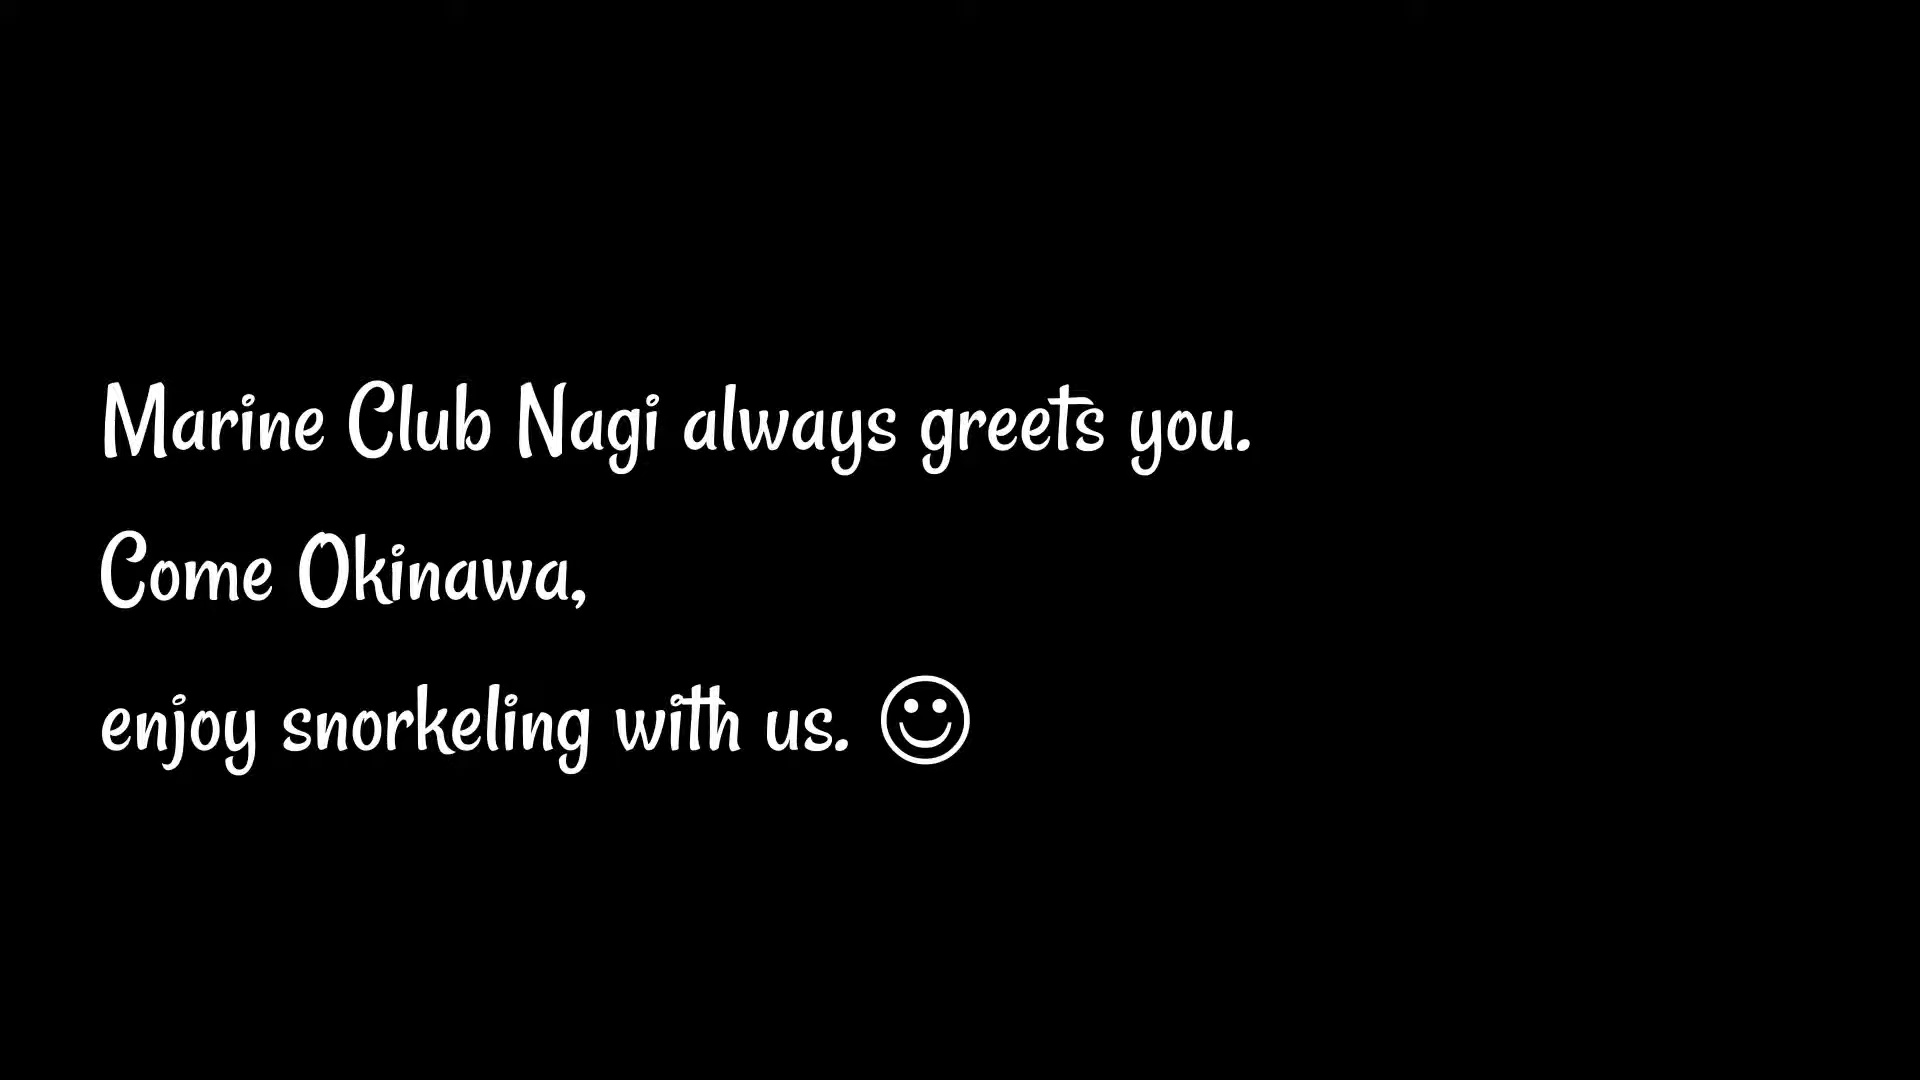 Marine Club Nagi always greets you.
Come Okinawa,
enjoy snorkeling with us. ☺